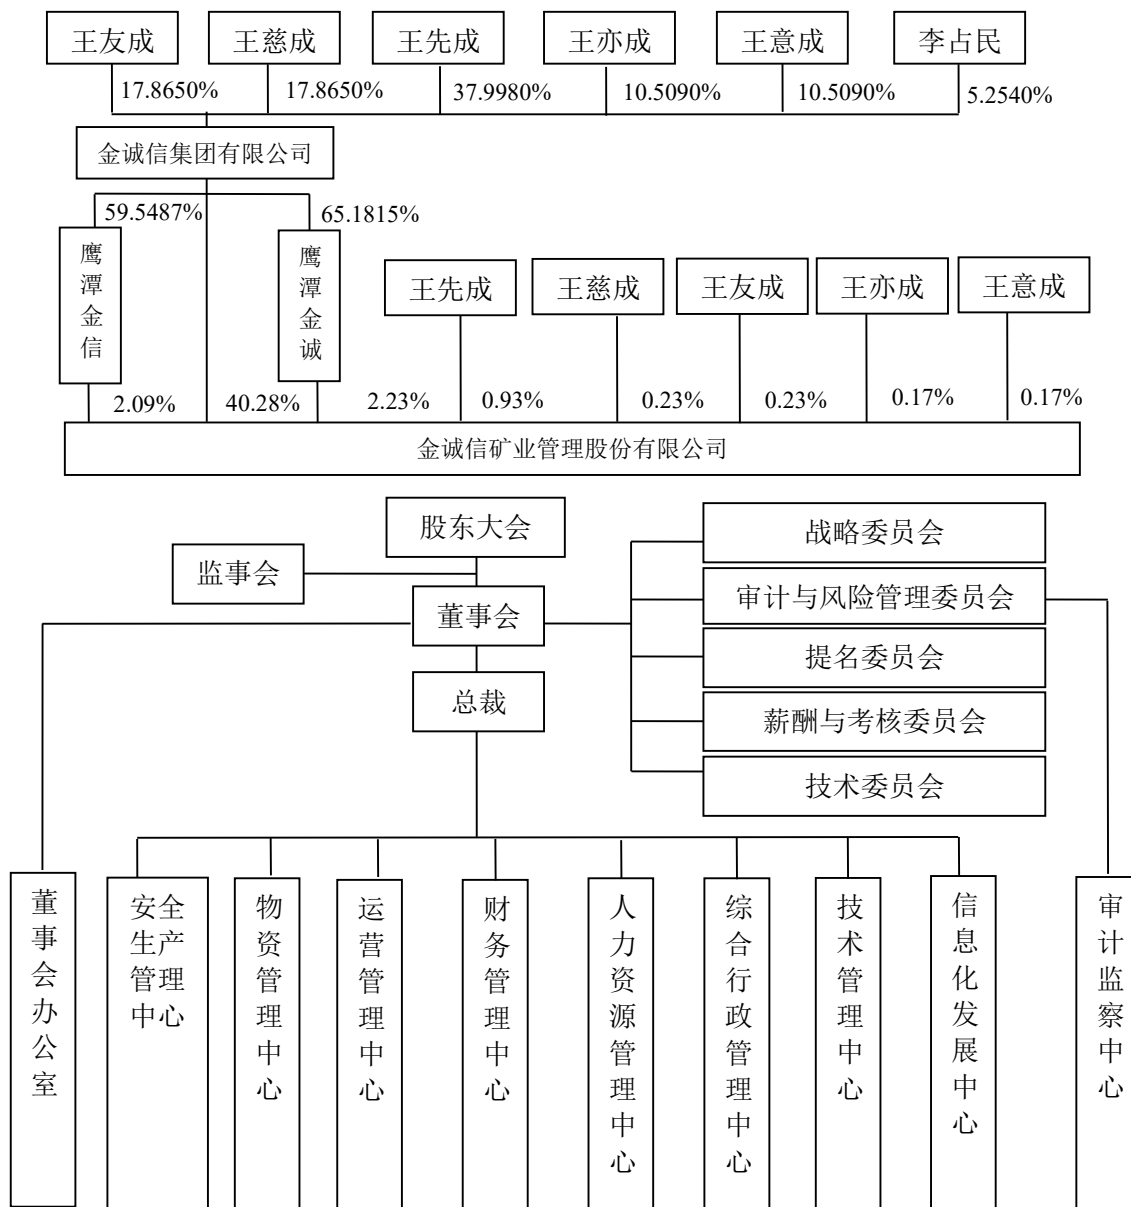 王友成
王慈成
王先成
王亦成
王意成
李占民
17.8650%
17.8650%
37.9980%
10.5090%
10.5090%
5.2540%
金诚信集团有限公司
59.5487%
65.1815%
鹰潭金信
鹰潭金诚
王先成
王慈成
王友成
王亦成
王意成
2.09%
40.28%
2.23%
0.93%
0.23%
0.23%
0.17%
0.17%
金诚信矿业管理股份有限公司
股东大会
监事会
董事会
总裁
战略委员会
审计与风险管理委员会
提名委员会
薪酬与考核委员会
技术委员会
董事会办公室
安全
生产
管理
中心
物资管理中心
运营管理中心
财务管理中心
人力资源管理中心
综合行政管理中心
技术管理中心
信息化发展中心
审计监察中心